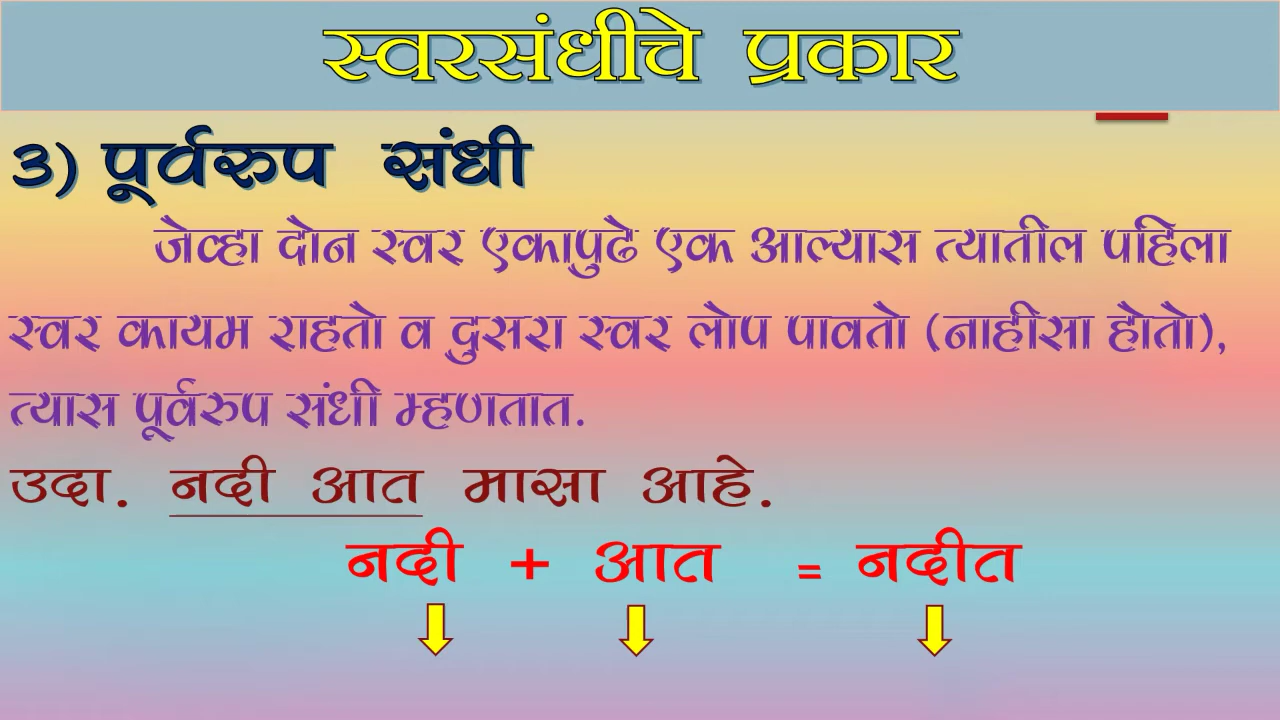 स्वरसंधीचे प्रकार
३) पूर्वरुप संधी
जेव्हा दोन स्वर एकापुढे एक आल्यास त्यातील पहिला
स्वर कायम राहतो व दुसरा स्वर लोप पावतो (नाहीसा होतो),
त्यास पूर्वरुप संधी म्हणतात.
उदा. नदी आत मासा आहे.
नदी + आत = नदीत